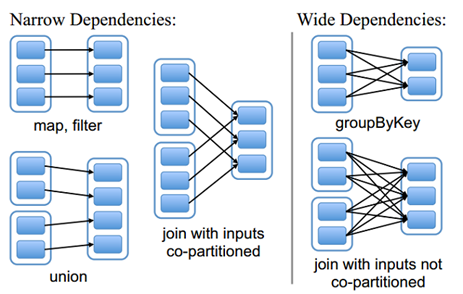 Narrow Dependencies:
Wide Dependencies:
map, filter
groupByKey
join with inputs
co-partitioned
union
join with inputs not
co-partitioned